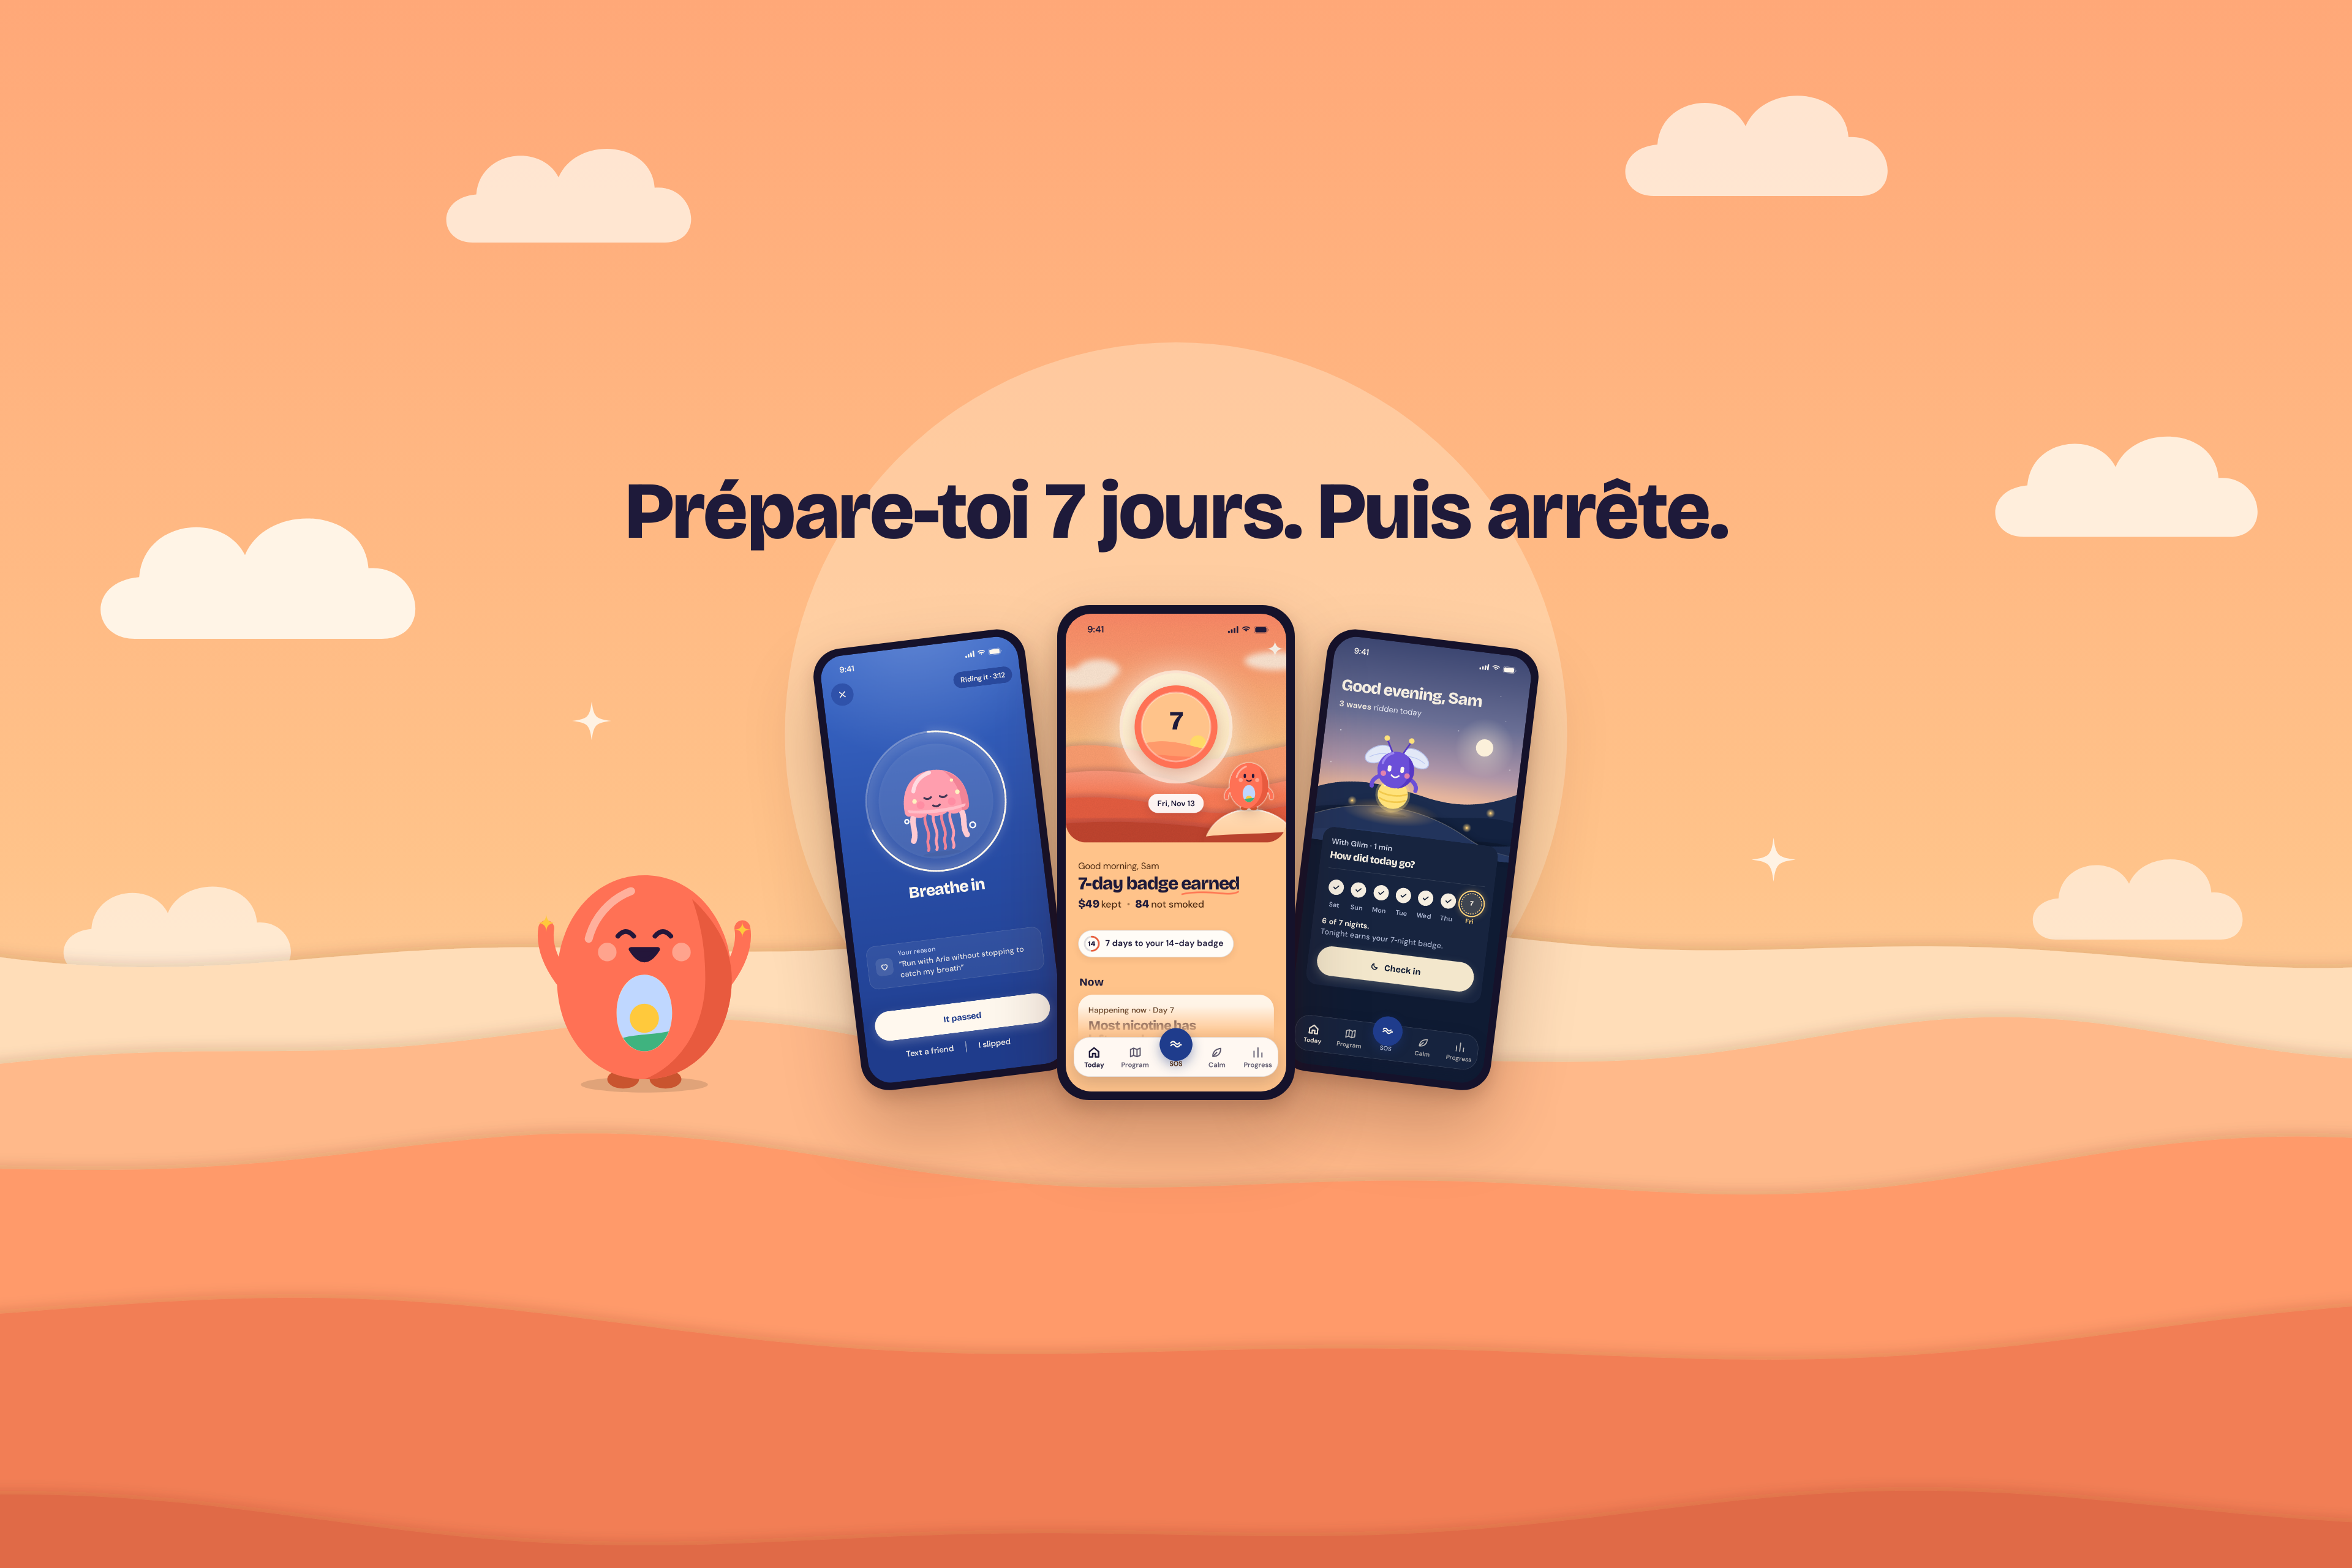 Prépare-toi 7 jours. Puis arrête.
9:41
Riding it · 3:12
Breathe in
Your reason
"Run with Aria without stopping to
catch my breath"
It passed
Text a friend
I slipped
9:41
7
Fri, Nov 13
Good morning, Sam
7-day badge earned
$49 kept · 84 not smoked
14 7 days to your 14-day badge
Now
Happening now · Day 7
Most nicotine has
Today Program SOS Calm Progress
9:41
Good evening, Sam
3 waves ridden today
With Glim · 1 min
How did today go?
7
Sat Sun Mon Tue Wed Thu Fri
6 of 7 nights.
Tonight earns your 7-night badge.
Check in
Today Program SOS Calm Progress